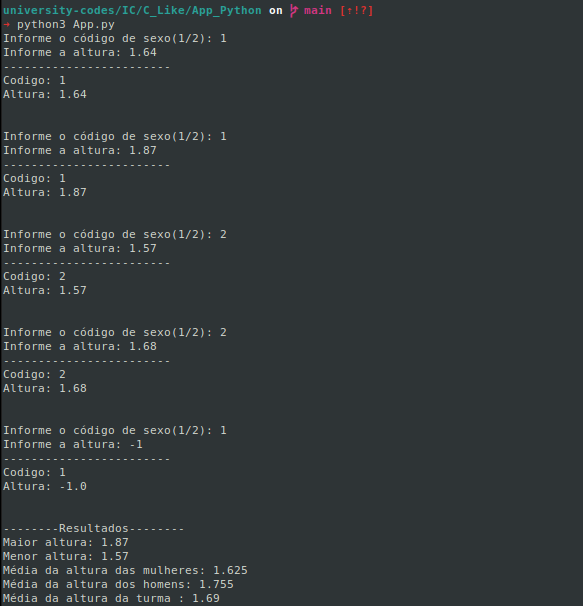 university-codes/IC/C_Like/App_Python on main [⇡!?]
→ python3 App.py
Informe o código de sexo(1/2): 1
Informe a altura: 1.64
------------------------
Codigo: 1
Altura: 1.64
Informe o código de sexo(1/2): 1
Informe a altura: 1.87
------------------------
Codigo: 1
Altura: 1.87
Informe o código de sexo(1/2): 2
Informe a altura: 1.57
------------------------
Codigo: 2
Altura: 1.57
Informe o código de sexo(1/2): 2
Informe a altura: 1.68
------------------------
Codigo: 2
Altura: 1.68
Informe o código de sexo(1/2): 1
Informe a altura: -1
------------------------
Codigo: 1
Altura: -1.0
--------Resultados--------
Maior altura: 1.87
Menor altura: 1.57
Média da altura das mulheres: 1.625
Média da altura dos homens: 1.755
Média da altura da turma : 1.69